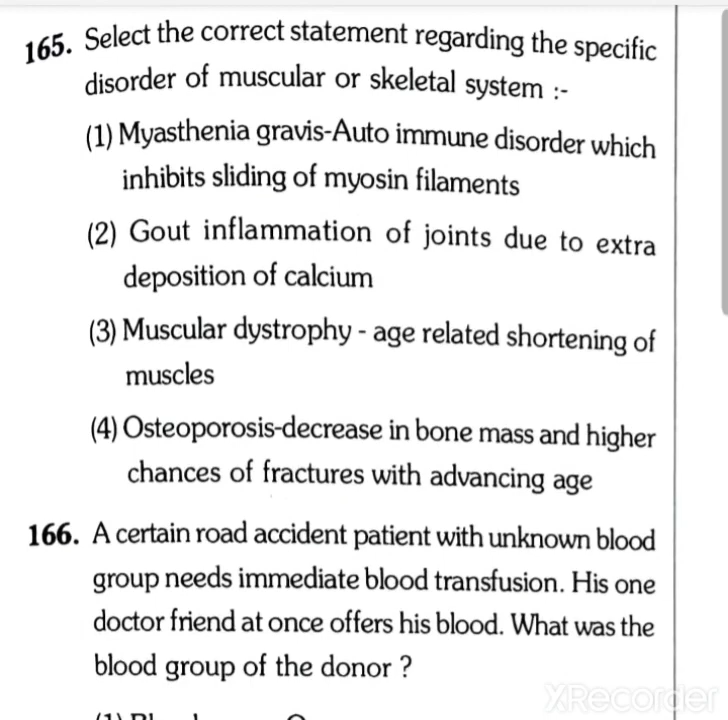 165. Select the correct statement regarding the specific
disorder of muscular or skeletal system :-
(1) Myasthenia gravis-Auto immune disorder which
inhibits sliding of myosin filaments
(2) Gout inflammation of joints due to extra
deposition of calcium
(3) Muscular dystrophy - age related shortening of
muscles
(4) Osteoporosis-decrease in bone mass and higher
chances of fractures with advancing age
166. A certain road accident patient with unknown blood
group needs immediate blood transfusion. His one
doctor friend at once offers his blood. What was the
blood group of the donor ?
XRecorder